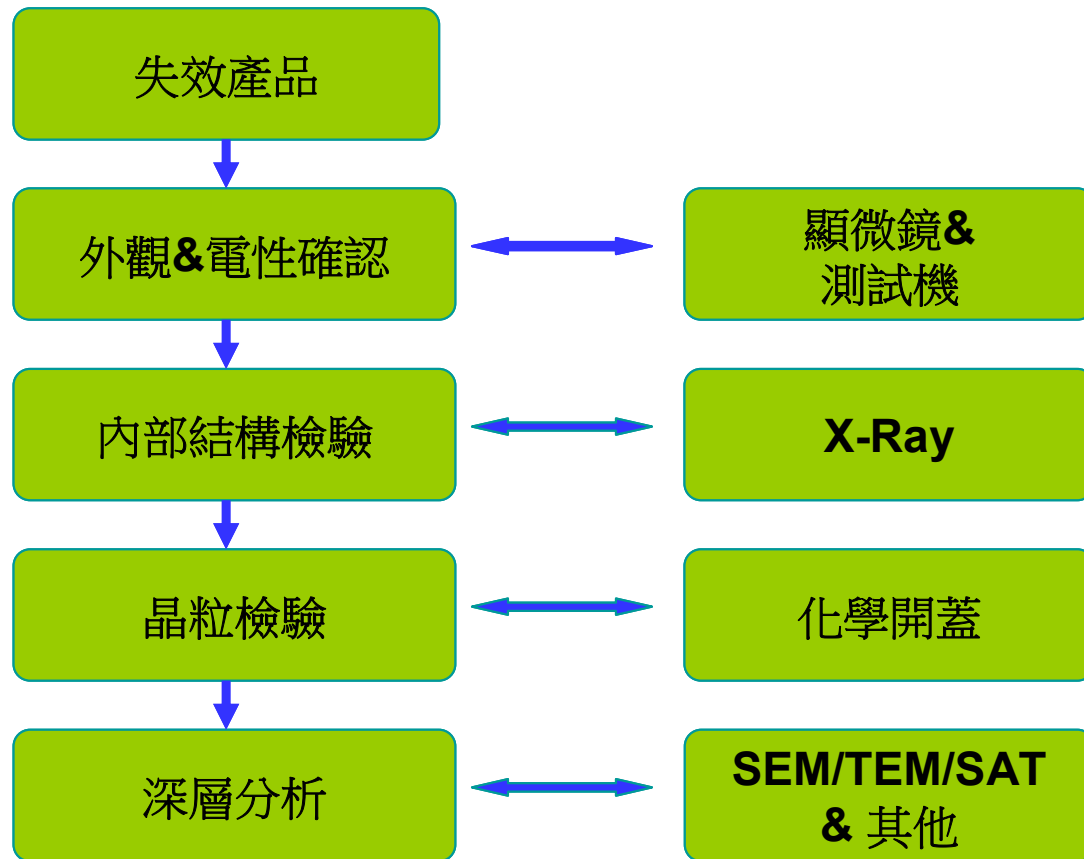 失效產品
外觀&電性確認
顯微鏡&
測試機
內部結構檢驗
X-Ray
晶粒檢驗
化學開蓋
深層分析
SEM/TEM/SAT
& 其他